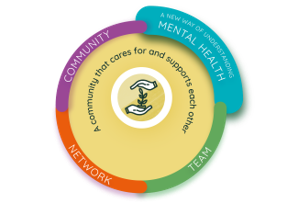 A NEW WAY OF UNDERSTANDING
MENTAL HEALTH
COMMUNITY
A community that cares for and supports each other
NETWORK
TEAM